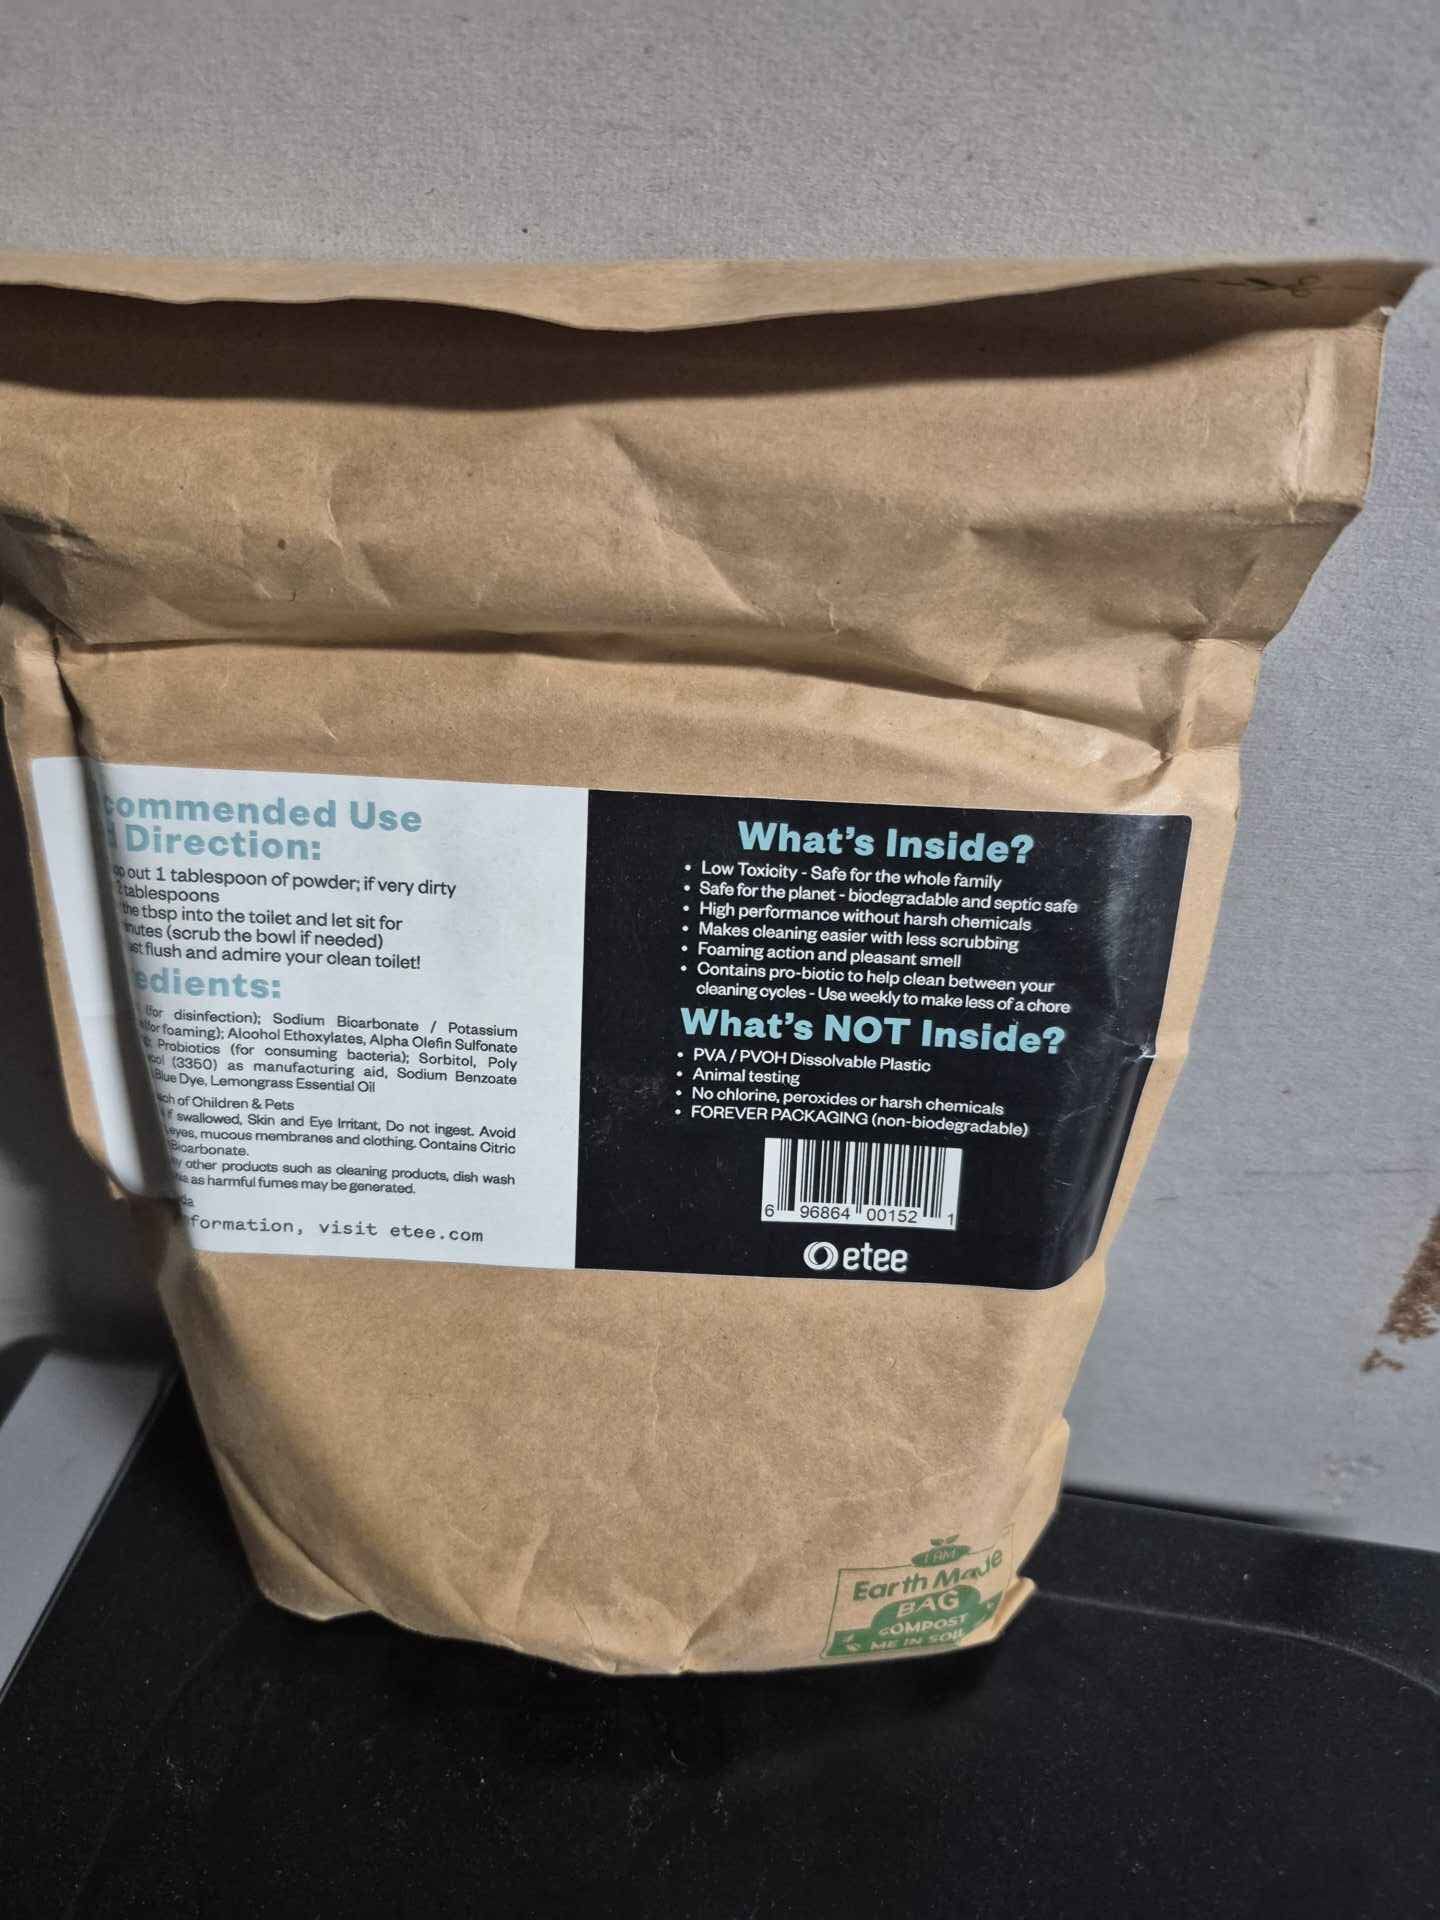 commended Use
Direction:
out 1 tablespoon of powder; if very dirty
2 tablespoons
the tbsp into the toilet and let sit for
nutes (scrub the bowl if needed)
st flush and admire your clean toilet!
edients:
(for disinfection); Sodium Bicarbonate / Potassium
(for foaming); Alcohol Ethoxylates, Alpha Olefin Sulfonate
Probiotics (for consuming bacteria); Sorbitol, Poly
col (3350) as manufacturing aid, Sodium Benzoate
Blue Dye, Lemongrass Essential Oil
ach of Children & Pets
if swallowed, Skin and Eye Irritant, Do not ingest. Avoid
eyes, mucous membranes and clothing. Contains Citric
Bicarbonate.
other products such as cleaning products, dish wash
as harmful fumes may be generated.
da
formation, visit etee.com
What's Inside?
• Low Toxicity - Safe for the whole family
• Safe for the planet - biodegradable and septic safe
• High performance without harsh chemicals
• Makes cleaning easier with less scrubbing
• Foaming action and pleasant smell
• Contains pro-biotic to help clean between your
cleaning cycles - Use weekly to make less of a chore
What's NOT Inside?
• PVA / PVOH Dissolvable Plastic
• Animal testing
• No chlorine, peroxides or harsh chemicals
• FOREVER PACKAGING (non-biodegradable)
6 96864 00152 1
etee
I AM
Earth Made
BAG
COMPOST
ME IN SOIL